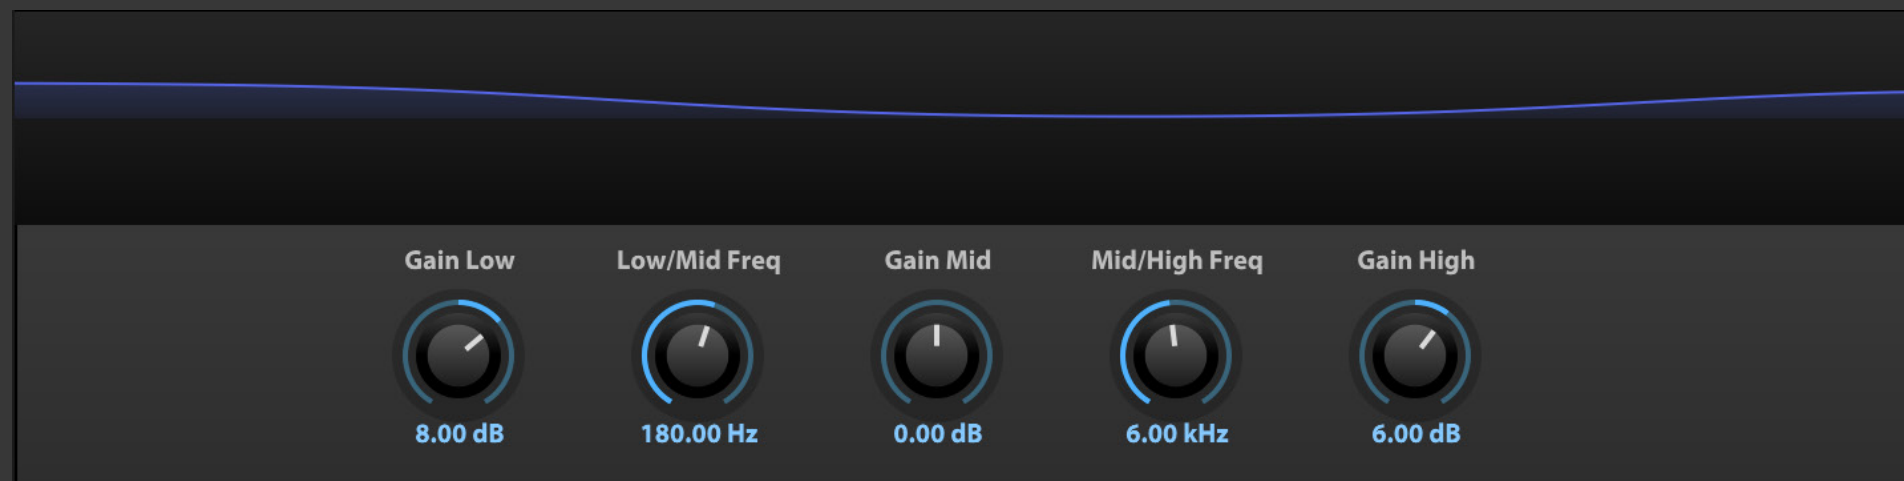 Gain Low Low/Mid Freq Gain Mid Mid/High Freq Gain High
8.00 dB 180.00 Hz 0.00 dB 6.00 kHz 6.00 dB